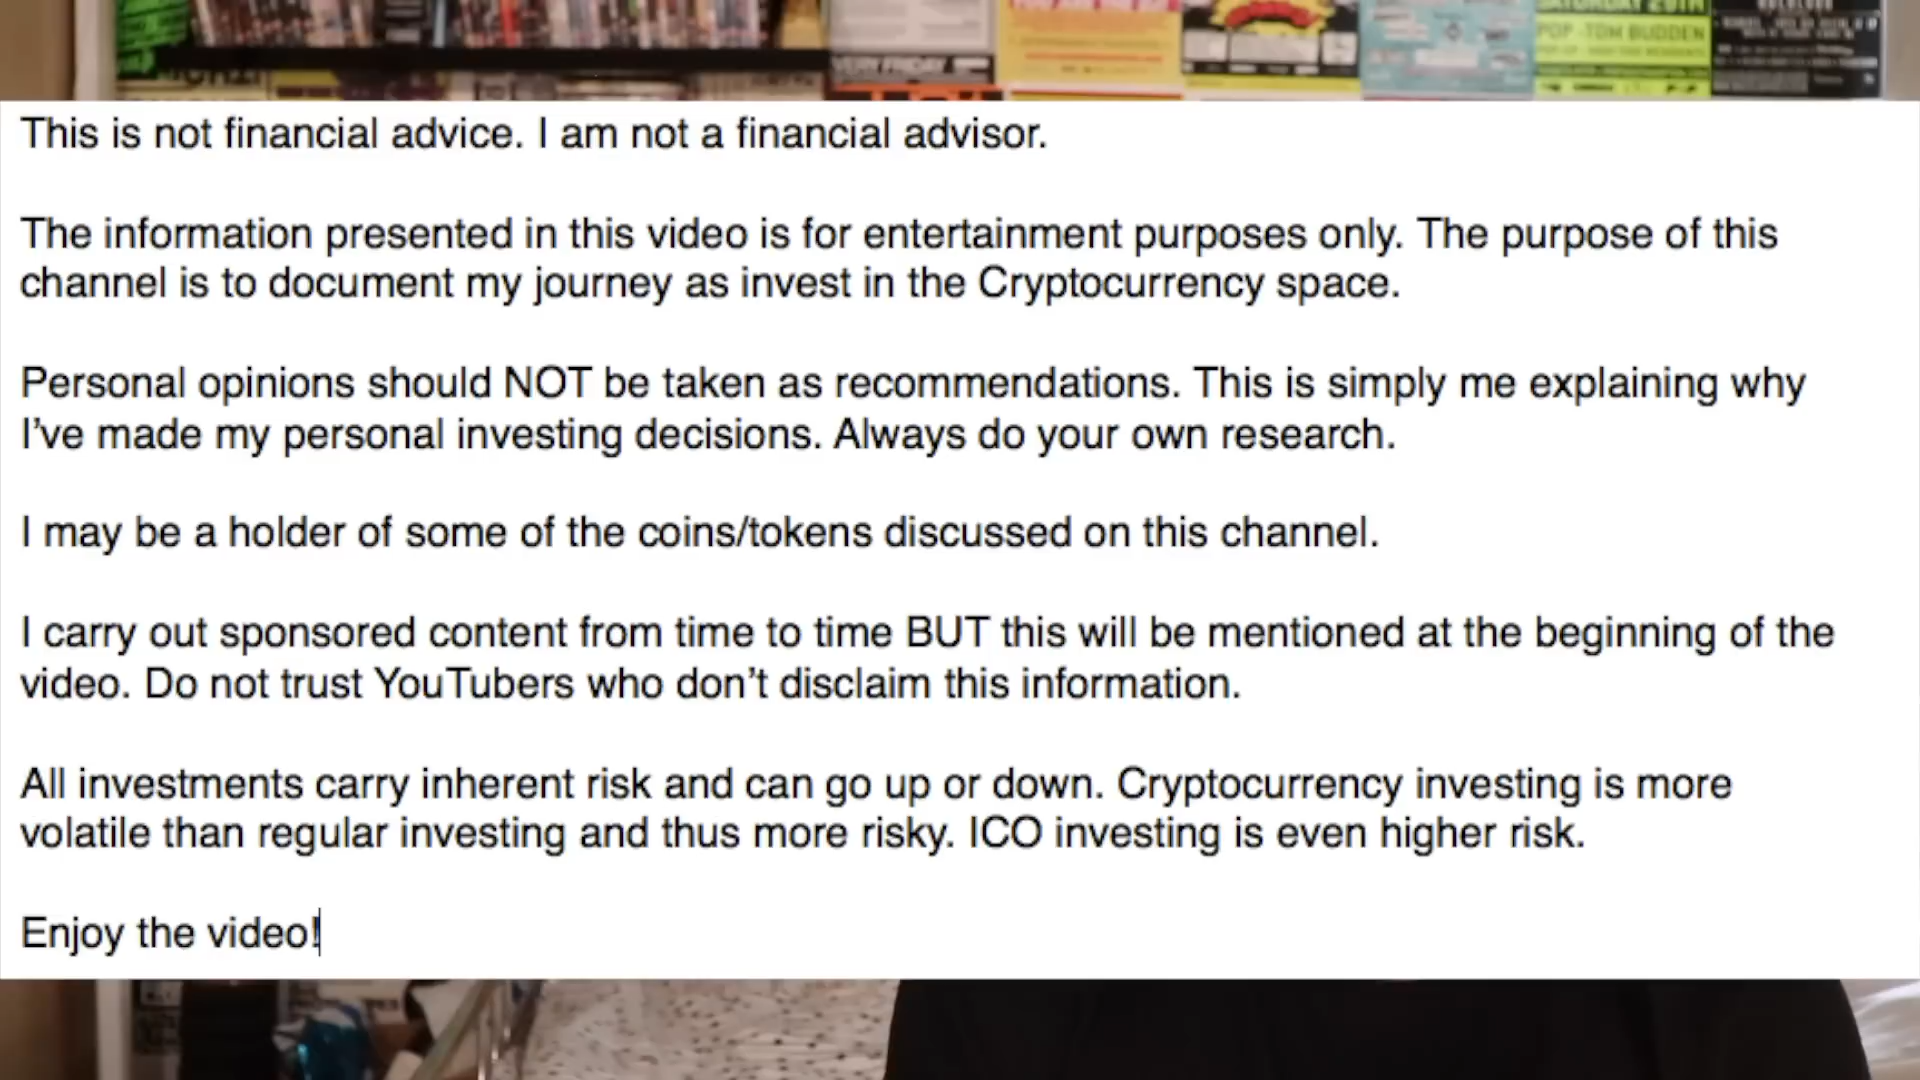 SATURDAY 29TH
POP - TOM BUDDEN
VERY FRIDAY
This is not financial advice. I am not a financial advisor.
The information presented in this video is for entertainment purposes only. The purpose of this
channel is to document my journey as invest in the Cryptocurrency space.
Personal opinions should NOT be taken as recommendations. This is simply me explaining why
I’ve made my personal investing decisions. Always do your own research.
I may be a holder of some of the coins/tokens discussed on this channel.
I carry out sponsored content from time to time BUT this will be mentioned at the beginning of the
video. Do not trust YouTubers who don’t disclaim this information.
All investments carry inherent risk and can go up or down. Cryptocurrency investing is more
volatile than regular investing and thus more risky. ICO investing is even higher risk.
Enjoy the video!